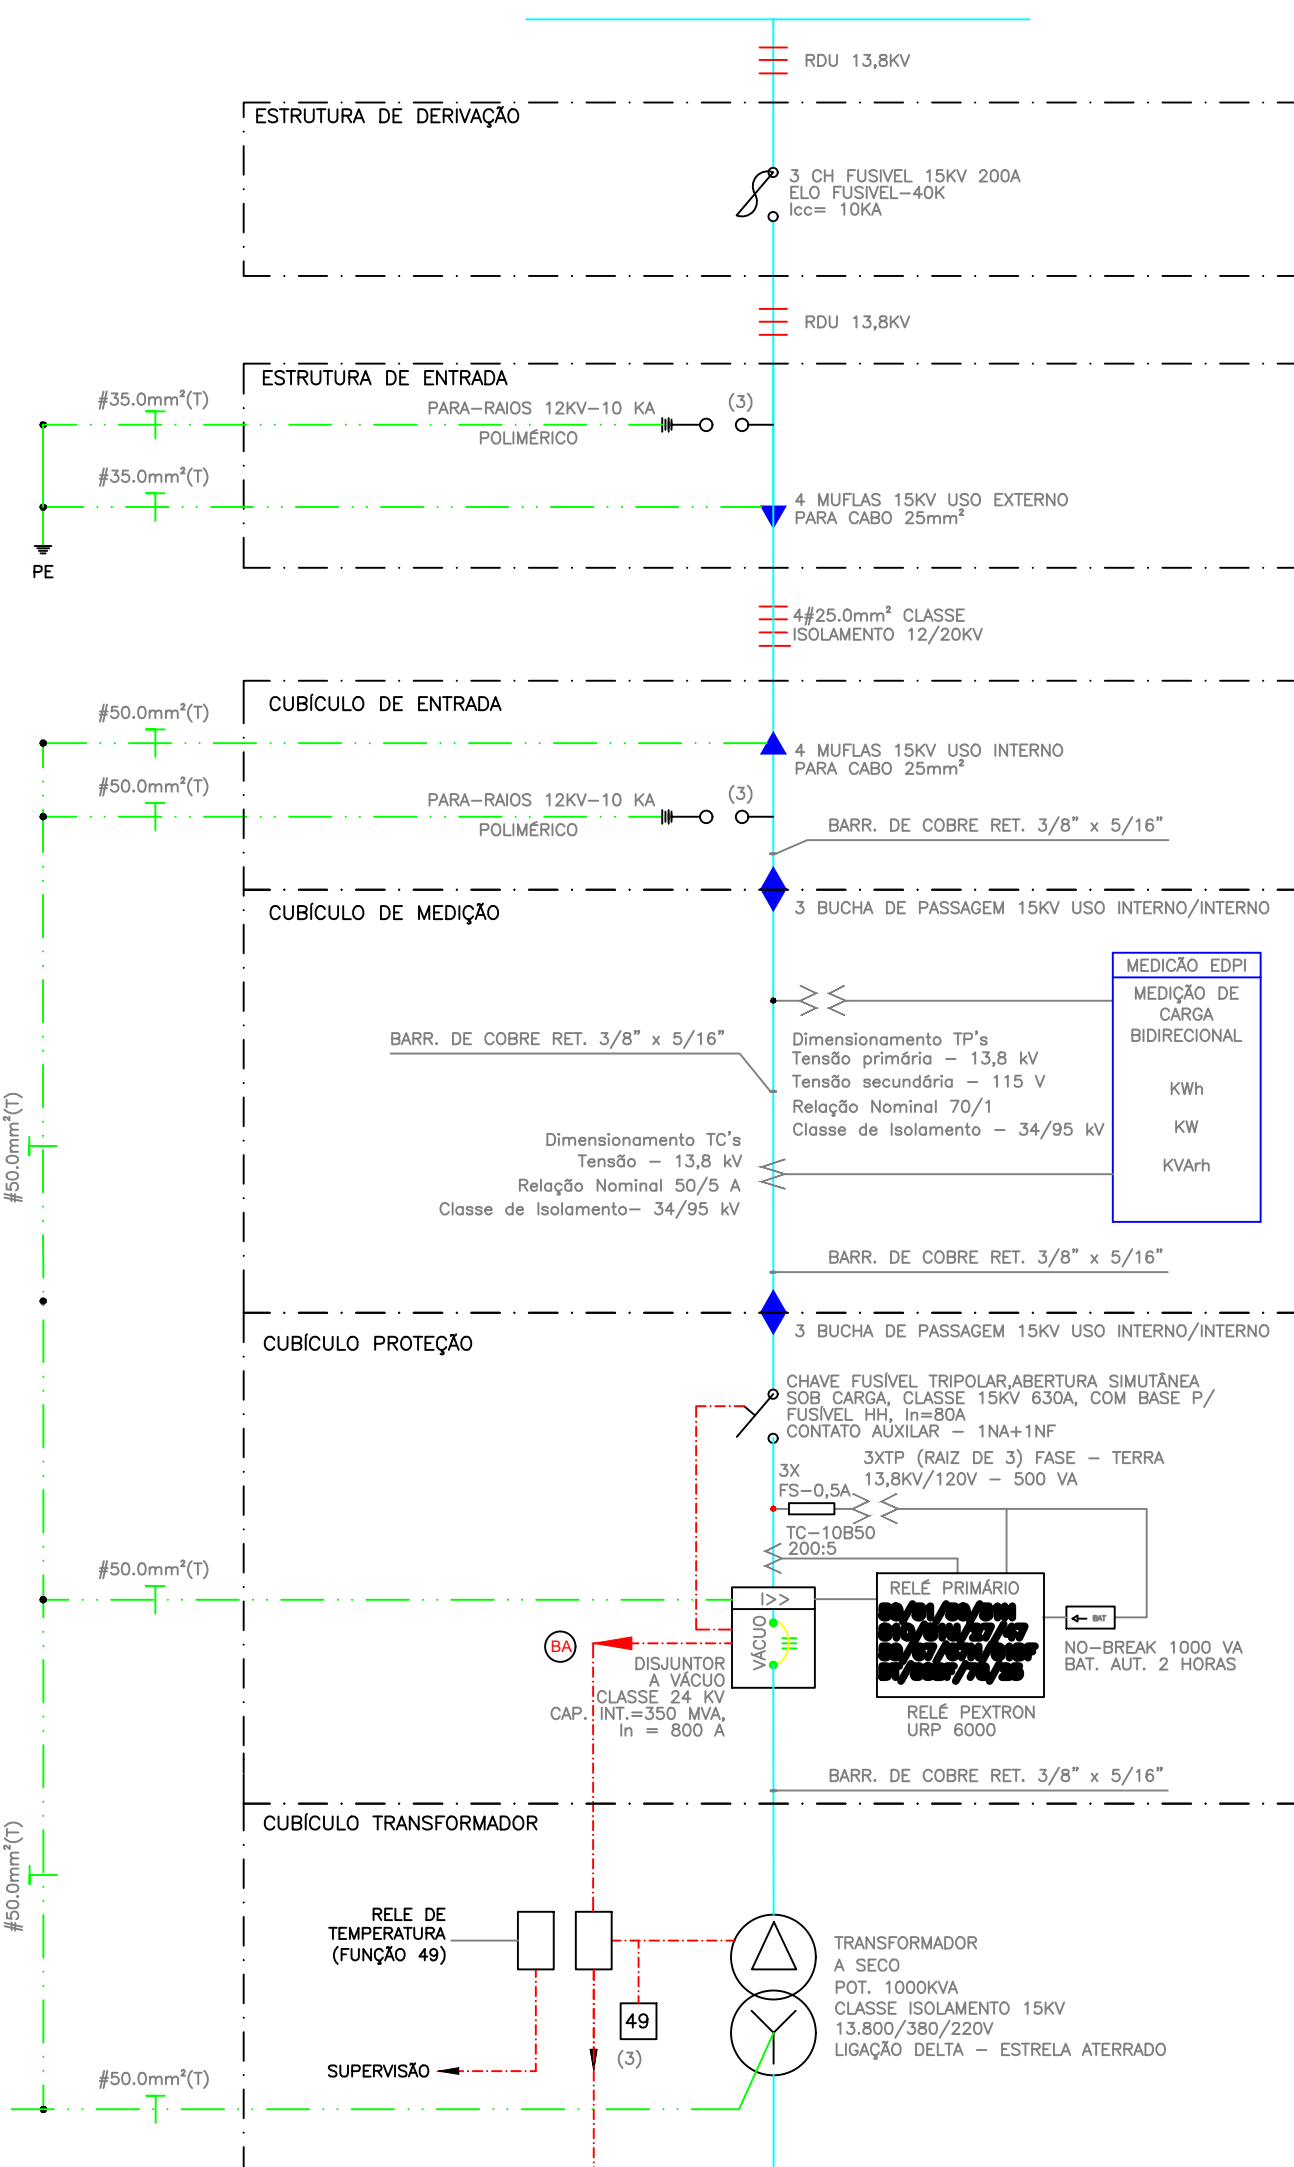 RDU 13,8KV
ESTRUTURA DE DERIVAÇÃO
3 CH FUSIVEL 15KV 200A
ELO FUSIVEL-40K
Icc= 10KA
RDU 13,8KV
ESTRUTURA DE ENTRADA
#35.0mm²(T)
PARA-RAIOS 12KV-10 KA
(3)
POLIMÉRICO
#35.0mm²(T)
4 MUFLAS 15KV USO EXTERNO
PARA CABO 25mm²
PE
4#25.0mm² CLASSE
ISOLAMENTO 12/20KV
CUBÍCULO DE ENTRADA
#50.0mm²(T)
4 MUFLAS 15KV USO INTERNO
PARA CABO 25mm²
#50.0mm²(T)
PARA-RAIOS 12KV-10 KA
(3)
POLIMÉRICO
BARR. DE COBRE RET. 3/8” x 5/16”
CUBÍCULO DE MEDIÇÃO
3 BUCHA DE PASSAGEM 15KV USO INTERNO/INTERNO
MEDICÃO EDPI
MEDIÇÃO DE
CARGA
BIDIRECIONAL
KWh
KW
KVArh
BARR. DE COBRE RET. 3/8” x 5/16”
Dimensionamento TP's
Tensão primária - 13,8 kV
Tensão secundária - 115 V
Relação Nominal 70/1
Classe de Isolamento - 34/95 kV
#50.0mm²(T)
Dimensionamento TC's
Tensão - 13,8 kV
Relação Nominal 50/5 A
Classe de Isolamento- 34/95 kV
BARR. DE COBRE RET. 3/8” x 5/16”
CUBÍCULO PROTEÇÃO
3 BUCHA DE PASSAGEM 15KV USO INTERNO/INTERNO
CHAVE FUSÍVEL TRIPOLAR,ABERTURA SIMUTÂNEA
SOB CARGA, CLASSE 15KV 630A, COM BASE P/
FUSÍVEL HH, In=80A
CONTATO AUXILAR - 1NA+1NF
3XTP (RAIZ DE 3) FASE - TERRA
13,8KV/120V - 500 VA
3X
FS-0,5A
TC-10B50
200:5
#50.0mm²(T)
I>>
VÁCUO
RELÉ PRIMÁRIO
BAT
NO-BREAK 1000 VA
BAT. AUT. 2 HORAS
BA
DISJUNTOR
A VÁCUO
CLASSE 24 KV
CAP. INT.=350 MVA,
In = 800 A
RELÉ PEXTRON
URP 6000
BARR. DE COBRE RET. 3/8” x 5/16”
CUBÍCULO TRANSFORMADOR
#50.0mm²(T)
RELE DE
TEMPERATURA
(FUNÇÃO 49)
49
(3)
SUPERVISÃO
TRANSFORMADOR
A SECO
POT. 1000KVA
CLASSE ISOLAMENTO 15KV
13.800/380/220V
LIGAÇÃO DELTA - ESTRELA ATERRADO
#50.0mm²(T)